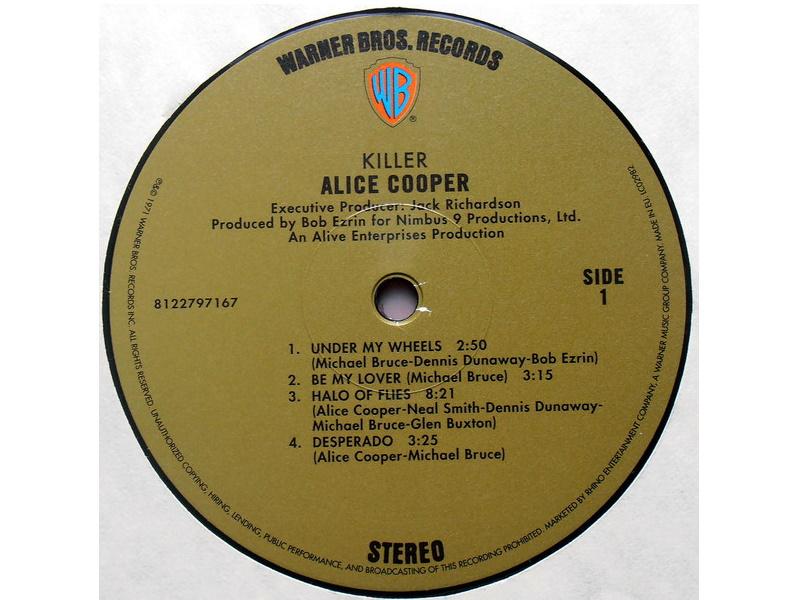 WARNER BROS. RECORDS
WB
®
KILLER
ALICE COOPER
Executive Producer: Jack Richardson
Produced by Bob Ezrin for Nimbus 9 Productions, Ltd.
An Alive Enterprises Production
8122797167
SIDE
1
1. UNDER MY WHEELS 2:50
(Michael Bruce-Dennis Dunaway-Bob Ezrin)
2. BE MY LOVER (Michael Bruce) 3:15
3. HALO OF FLIES 8:21
(Alice Cooper-Neal Smith-Dennis Dunaway-
Michael Bruce-Glen Buxton)
4. DESPERADO 3:25
(Alice Cooper-Michael Bruce)
STEREO
℗&© 1971 WARNER BROS. RECORDS INC. ALL RIGHTS RESERVED. UNAUTHORIZED COPYING, HIRING, LENDING, PUBLIC PERFORMANCE, AND BROADCASTING OF THIS RECORDING PROHIBITED. MARKETED BY RHINO ENTERTAINMENT COMPANY, A WARNER MUSIC GROUP COMPANY. MADE IN EU. LC02982.